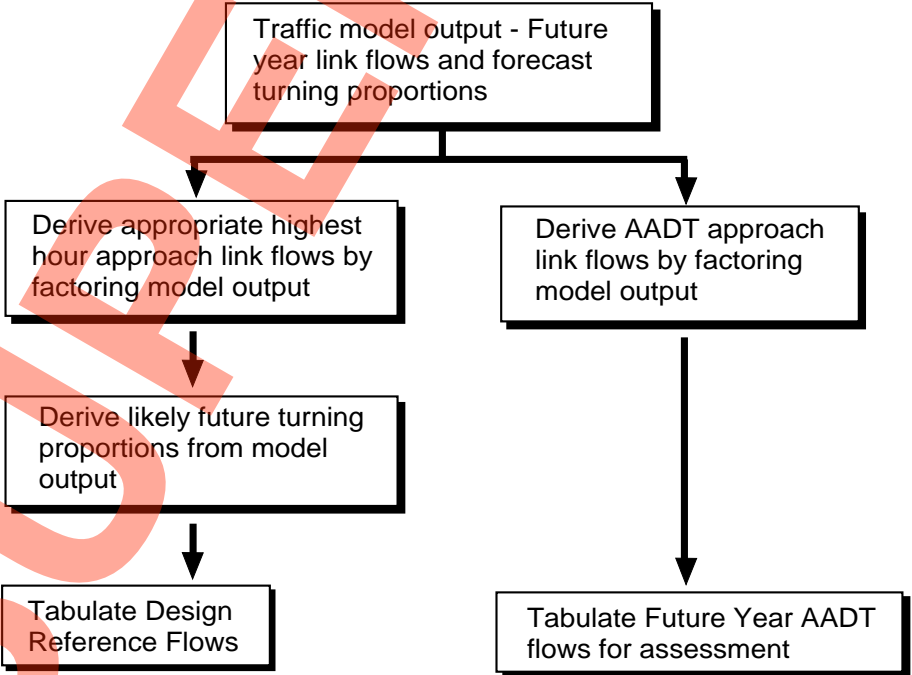 Traffic model output - Future
year link flows and forecast
turning proportions
Derive appropriate highest
hour approach link flows by
factoring model output
Derive AADT approach
link flows by factoring
model output
Derive likely future turning
proportions from model
output
Tabulate Design
Reference Flows
Tabulate Future Year AADT
flows for assessment